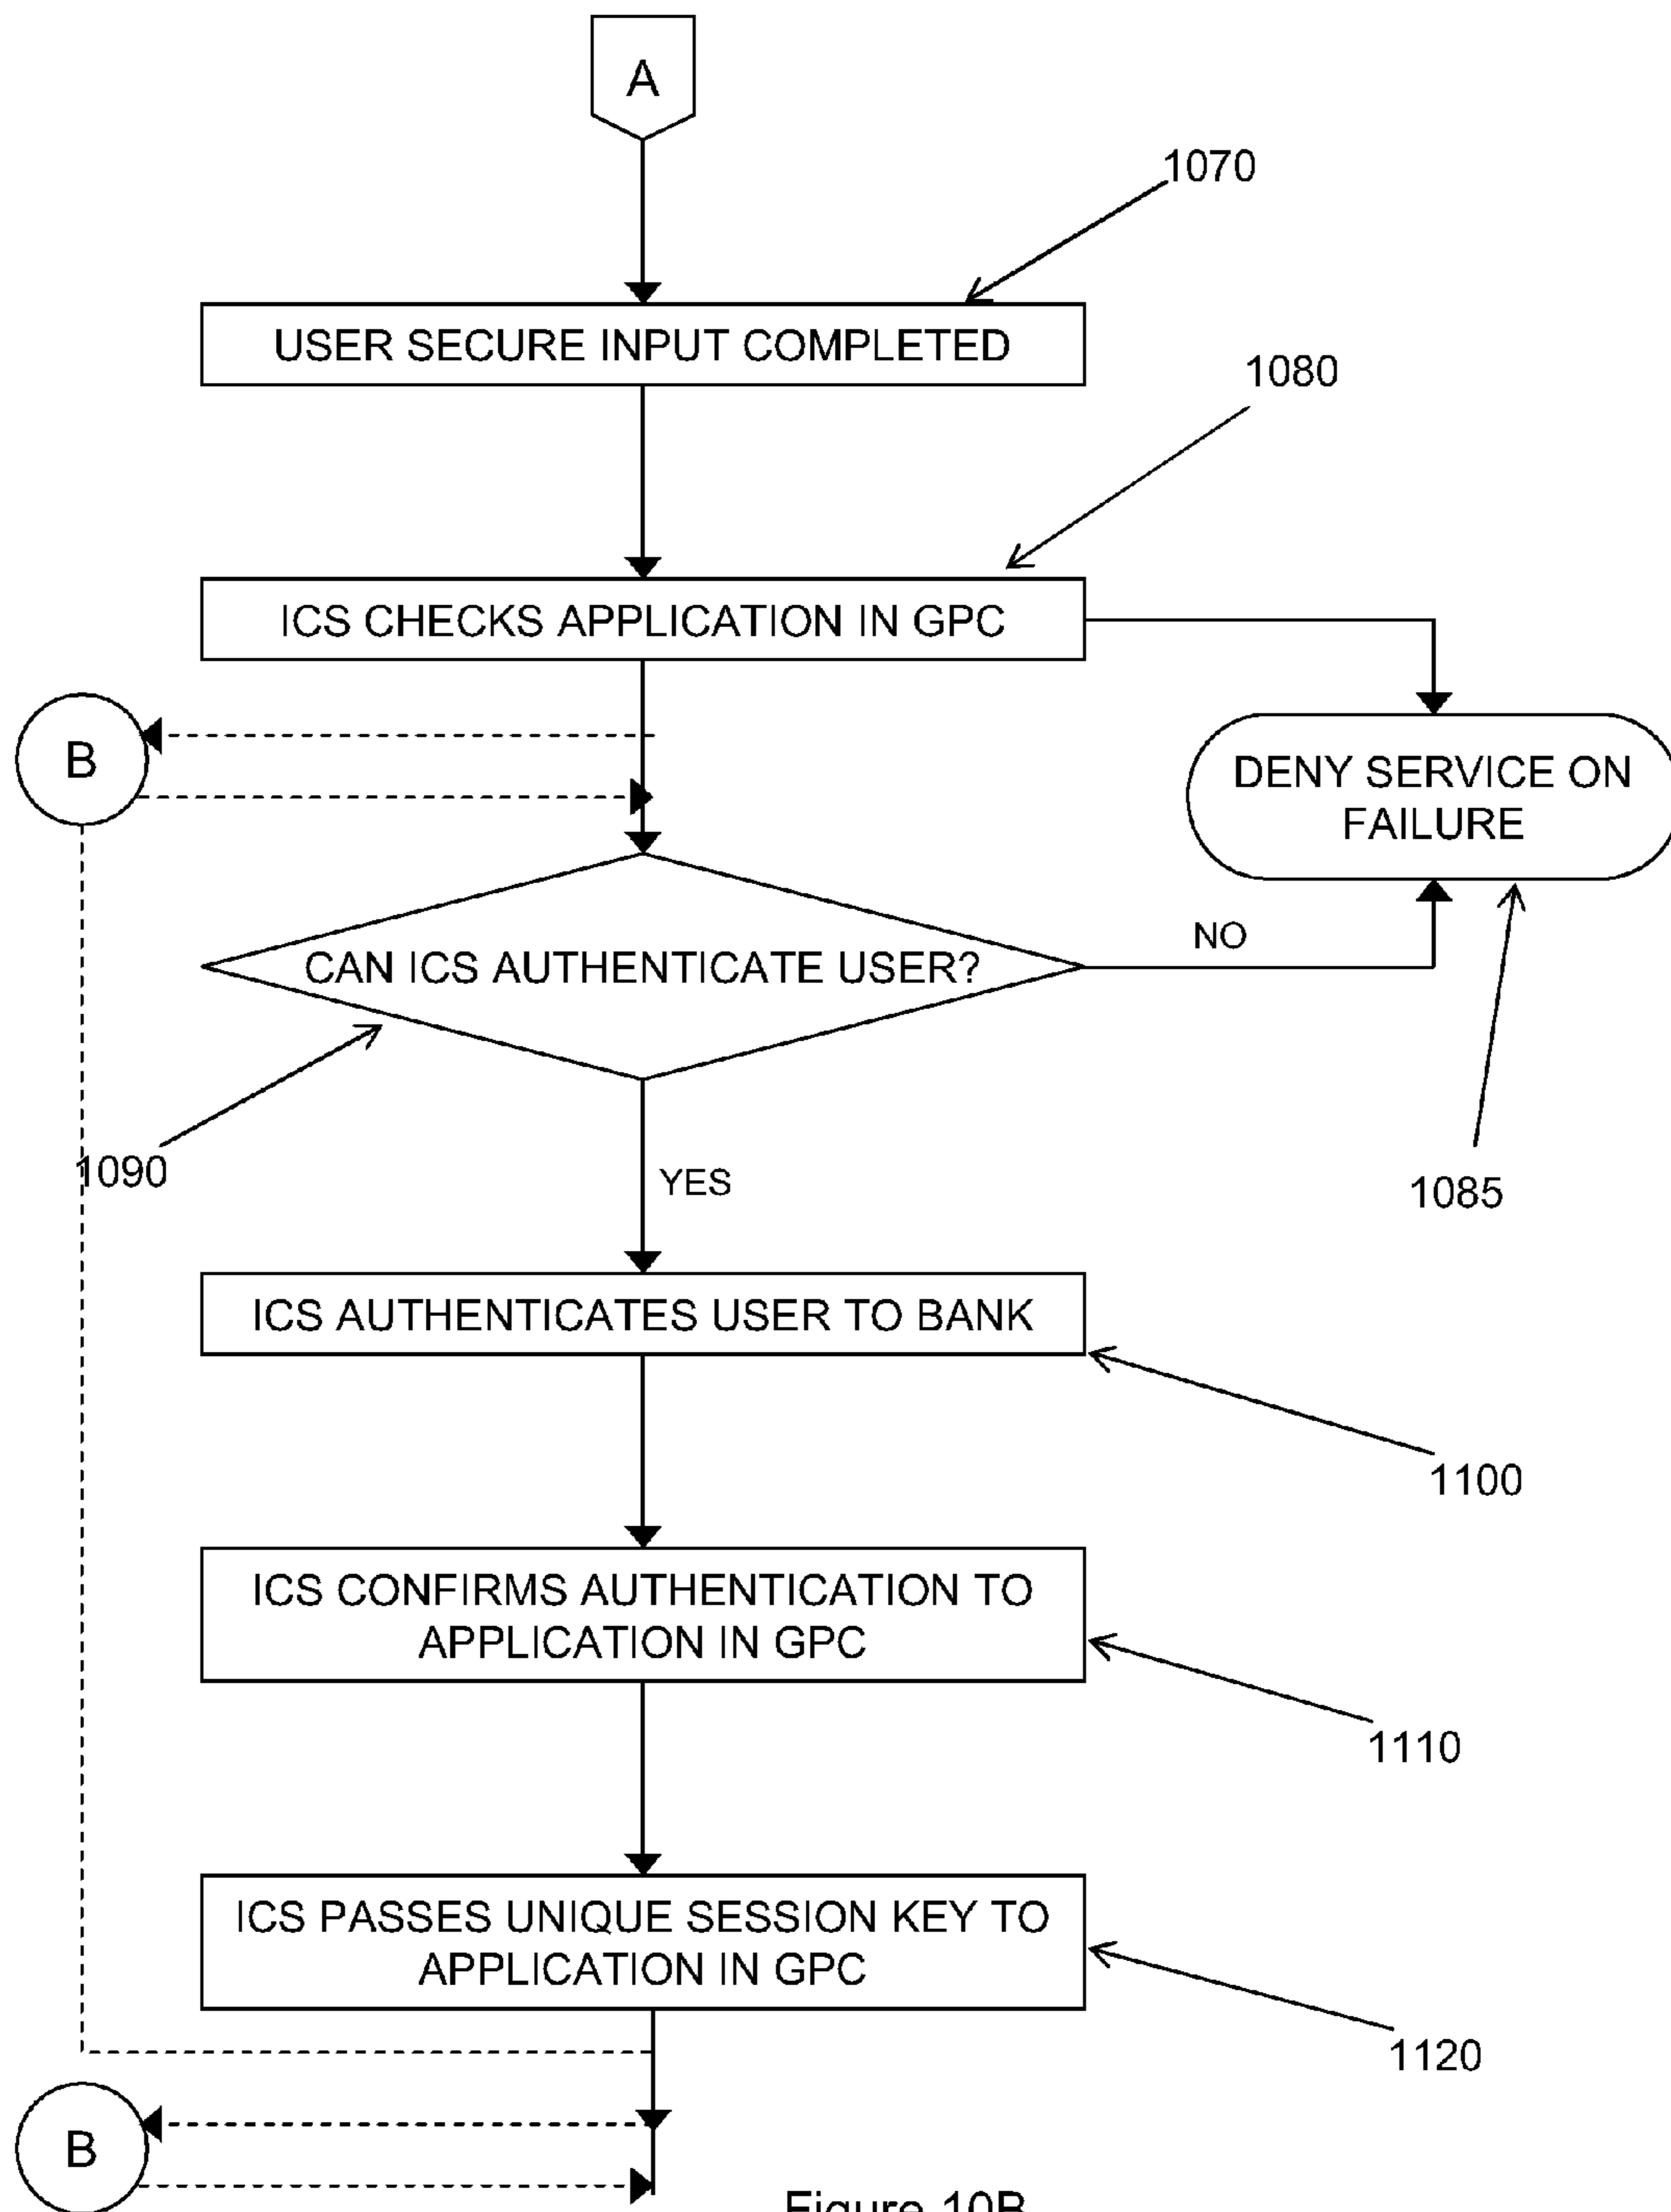 A
1070
USER SECURE INPUT COMPLETED
1080
ICS CHECKS APPLICATION IN GPC
B
DENY SERVICE ON
FAILURE
NO
CAN ICS AUTHENTICATE USER?
1090
YES
1085
ICS AUTHENTICATES USER TO BANK
1100
ICS CONFIRMS AUTHENTICATION TO
APPLICATION IN GPC
1110
ICS PASSES UNIQUE SESSION KEY TO
APPLICATION IN GPC
1120
B
Figure 10B